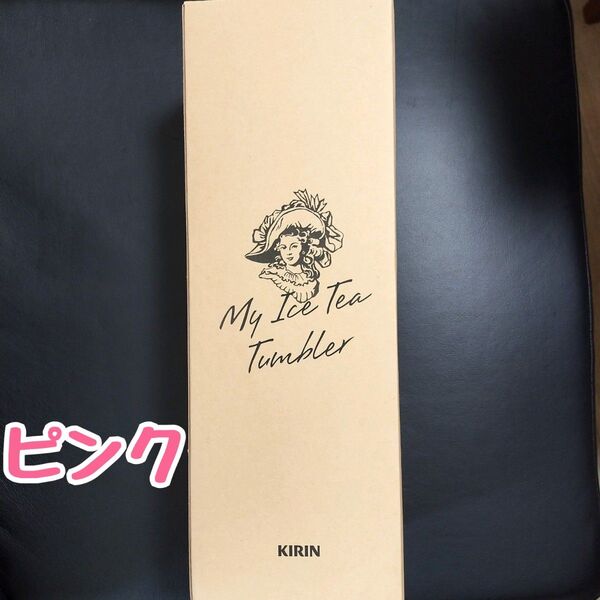 My Ice Tea
Tumbler
ピンク
KIRIN